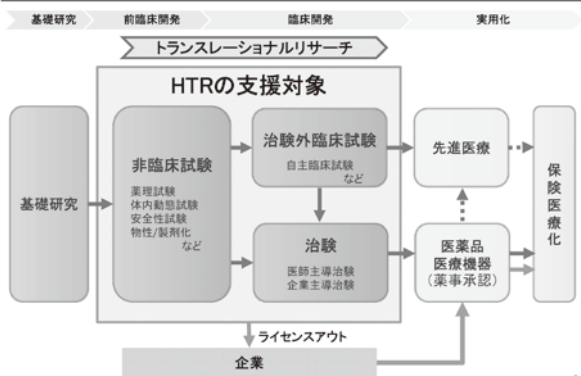 基礎研究
前臨床開発
臨床開発
実用化
トランスレーショナルリサーチ
HTRの支援対象
基礎研究
非臨床試験
薬理試験
体内動態試験
安全性試験
物性/製剤化
など
治験外臨床試験
自主臨床試験
など
治験
医師主導治験
企業主導治験
先進医療
医薬品
医療機器
(薬事承認)
保険医療化
ライセンスアウト
企業